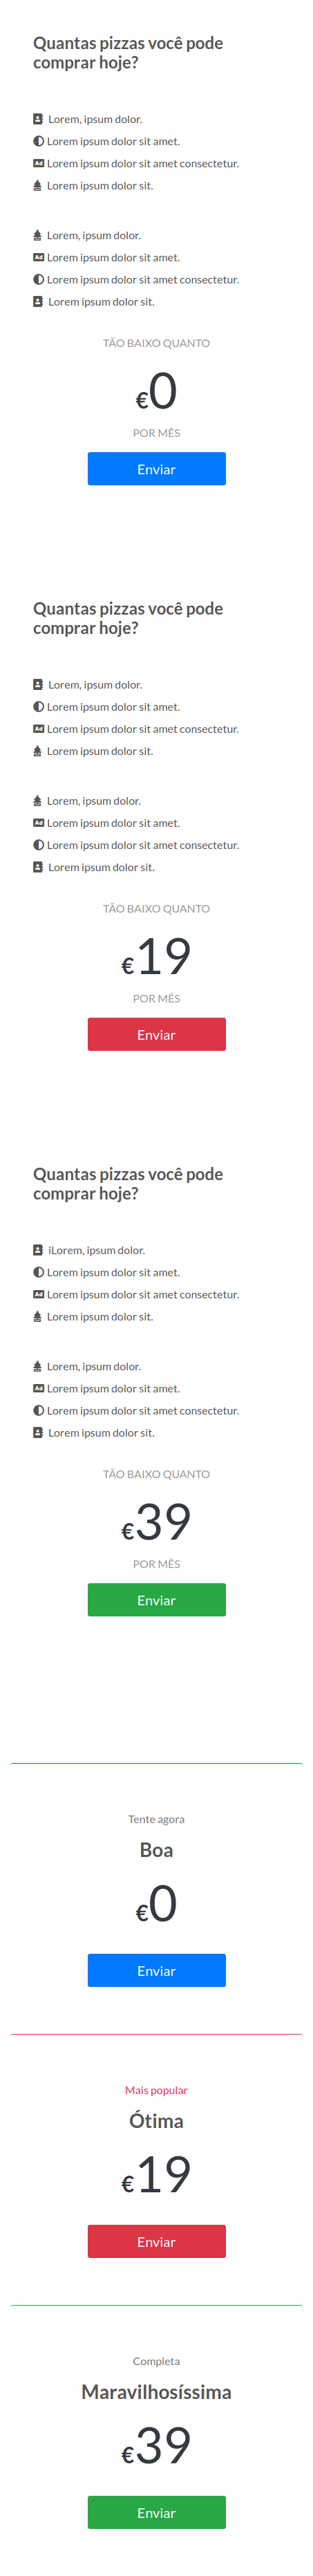 Quantas pizzas você pode
comprar hoje?
Lorem, ipsum dolor.
Lorem ipsum dolor sit amet.
Ad Lorem ipsum dolor sit amet consectetur.
Lorem ipsum dolor sit.
Lorem, ipsum dolor.
Ad Lorem ipsum dolor sit amet.
Lorem ipsum dolor sit amet consectetur.
Lorem ipsum dolor sit.
TÃO BAIXO QUANTO
€0
POR MÊS
Enviar
Quantas pizzas você pode
comprar hoje?
Lorem, ipsum dolor.
Lorem ipsum dolor sit amet.
Ad Lorem ipsum dolor sit amet consectetur.
Lorem ipsum dolor sit.
Lorem, ipsum dolor.
Ad Lorem ipsum dolor sit amet.
Lorem ipsum dolor sit amet consectetur.
Lorem ipsum dolor sit.
TÃO BAIXO QUANTO
€19
POR MÊS
Enviar
Quantas pizzas você pode
comprar hoje?
iLorem, ipsum dolor.
Lorem ipsum dolor sit amet.
Ad Lorem ipsum dolor sit amet consectetur.
Lorem ipsum dolor sit.
Lorem, ipsum dolor.
Ad Lorem ipsum dolor sit amet.
Lorem ipsum dolor sit amet consectetur.
Lorem ipsum dolor sit.
TÃO BAIXO QUANTO
€39
POR MÊS
Enviar
Tente agora
Boa
€0
Enviar
Mais popular
Ótima
€19
Enviar
Completa
Maravilhosíssima
€39
Enviar